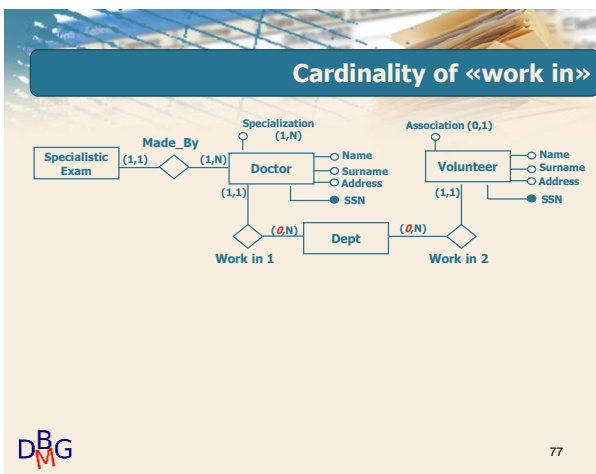 Cardinality of «work in»
Specialization
(1,N)
Association (0,1)
Made_By
Specialistic
Exam
(1,1)
(1,N)
Doctor
Name
Surname
Address
SSN
Volunteer
Name
Surname
Address
SSN
(1,1)
(1,1)
(0,N)
Dept
(0,N)
Work in 1
Work in 2
DBMG
77